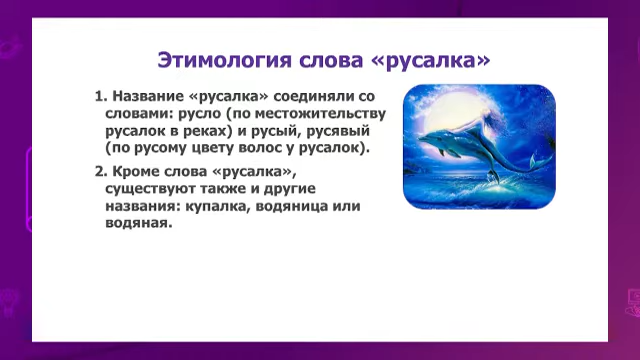 Этимология слова «русалка»
1. Название «русалка» соединяли со
словами: русло (по местожительству
русалок в реках) и русый, русявый
(по русому цвету волос у русалок).
2. Кроме слова «русалка»,
существуют также и другие
названия: купалка, водяница или
водяная.